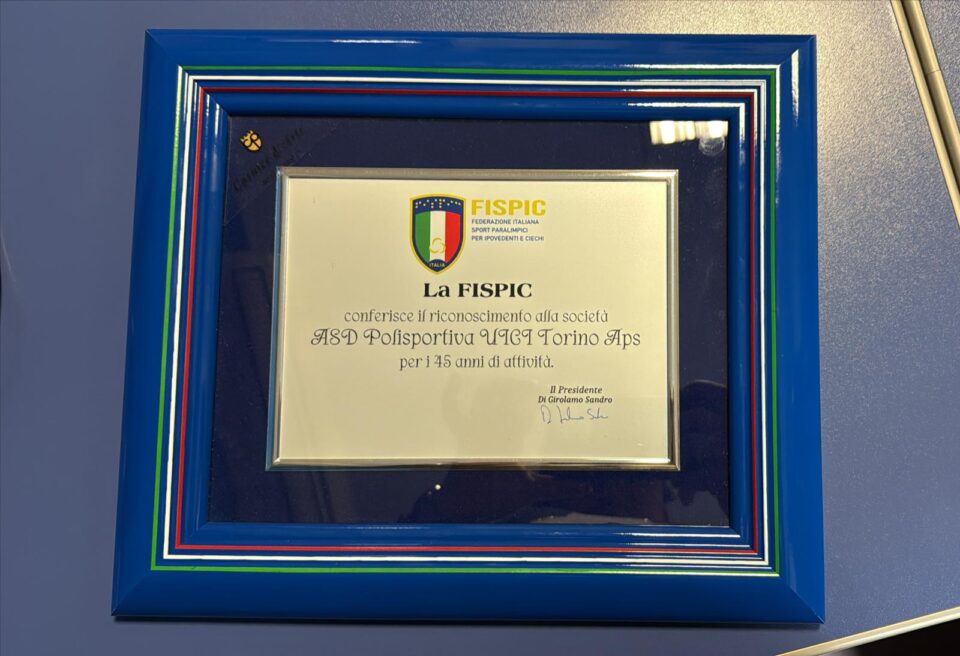 FISPIC
FEDERAZIONE ITALIANA
SPORT PARALIMPICI
PER IPOVEDENTI E CIECHI
ITALIA
La FISPIC
conferisce il riconoscimento alla società
ASD Polisportiva UICI Torino Aps
per i 45 anni di attività.
Il Presidente
Di Girolamo Sandro